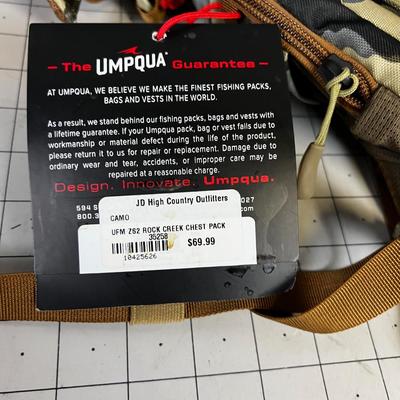 The UMPQUA® Guarantee
AT UMPQUA, WE BELIEVE WE MAKE THE FINEST FISHING PACKS,
BAGS AND VESTS IN THE WORLD.
As a result, we stand behind our fishing packs, bags and vests with
a lifetime guarantee. If your Umpqua pack, bag or vest fails due to
workmanship or material defect during the life of the product,
please return it to us for repair or replacement. Damage due to
ordinary wear and tear, accidents, or improper care may be
repaired at a reasonable charge.
Design. Innovate. Umpqua.
594 S
027
800.3
JD High Country Outfitters
CAMO
UFM ZS2 ROCK CREEK CHEST PACK
35258
$69.99
10425626